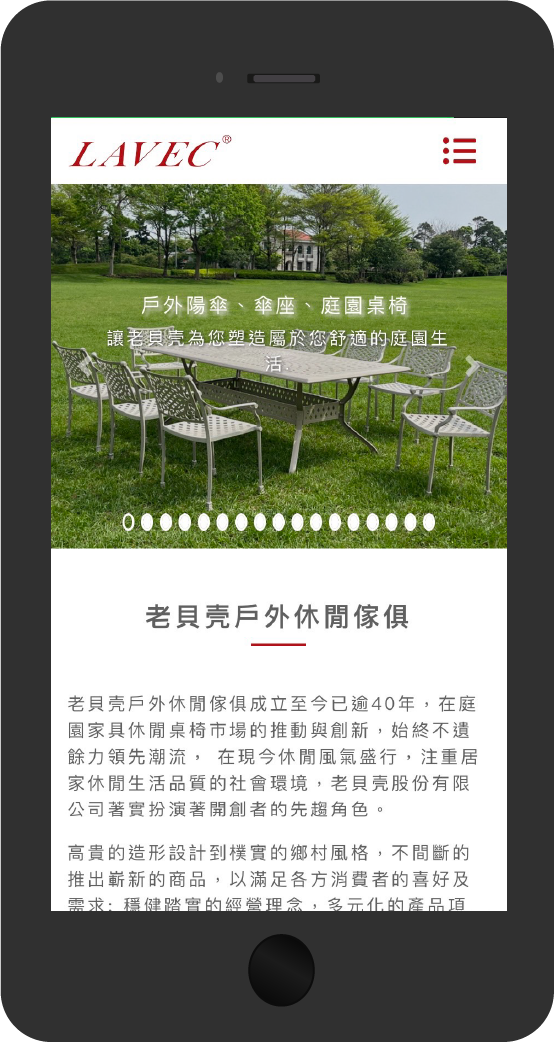 LAVEC®
戶外陽傘、傘座、庭園桌椅
讓老貝壳為您塑造屬於您舒適的庭園生
活.
老貝壳戶外休閒傢俱
老貝壳戶外休閒傢俱成立至今已逾40年，在庭
園家具休閒桌椅市場的推動與創新，始終不遺
餘力領先潮流， 在現今休閒風氣盛行，注重居
家休閒生活品質的社會環境，老貝壳股份有限
公司著實扮演著開創者的先趨角色。
高貴的造形設計到樸實的鄉村風格，不間斷的
推出嶄新的商品，以滿足各方消費者的喜好及
需求; 穩健踏實的經營理念，多元化的產品項